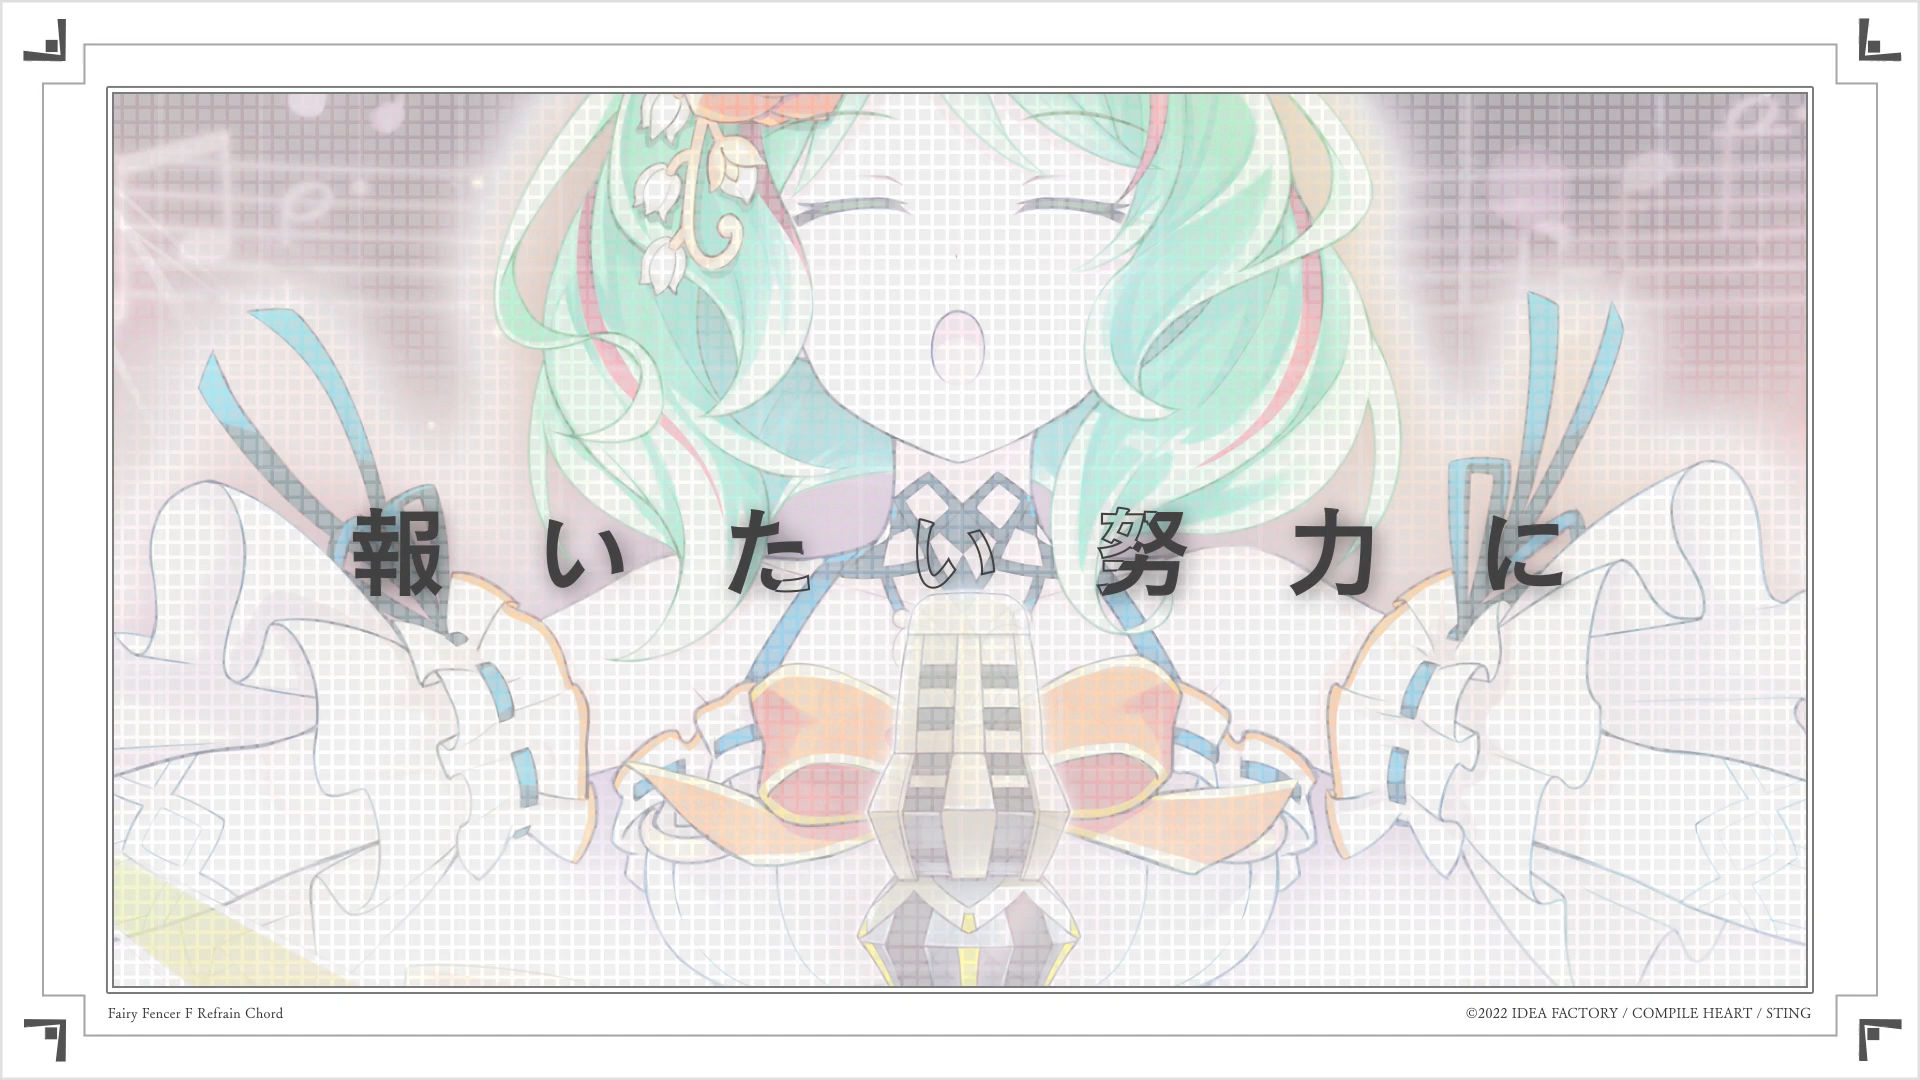 報いたい努力に
Fairy Fencer F Refrain Chord
©2022 IDEA FACTORY / COMPILE HEART / STING